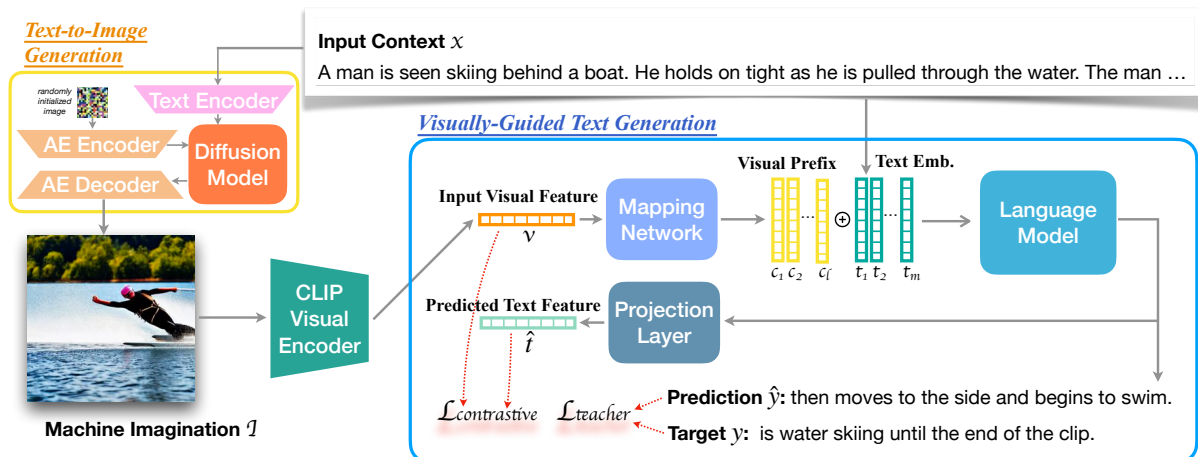 Text-to-Image
Generation
Input Context x
A man is seen skiing behind a boat. He holds on tight as he is pulled through the water. The man ...
randomly
initialized
image
Text Encoder
AE Encoder
Diffusion
Model
AE Decoder
Visually-Guided Text Generation
Visual Prefix
Text Emb.
Input Visual Feature
v
Mapping
Network
...
⊕
...
Language
Model
c₁ c₂ c_l t₁ t₂ t_m
CLIP
Visual
Encoder
Predicted Text Feature
t̂
Projection
Layer
ℒcontrastive
ℒteacher
Prediction ŷ: then moves to the side and begins to swim.
Target y: is water skiing until the end of the clip.
Machine Imagination ℐ